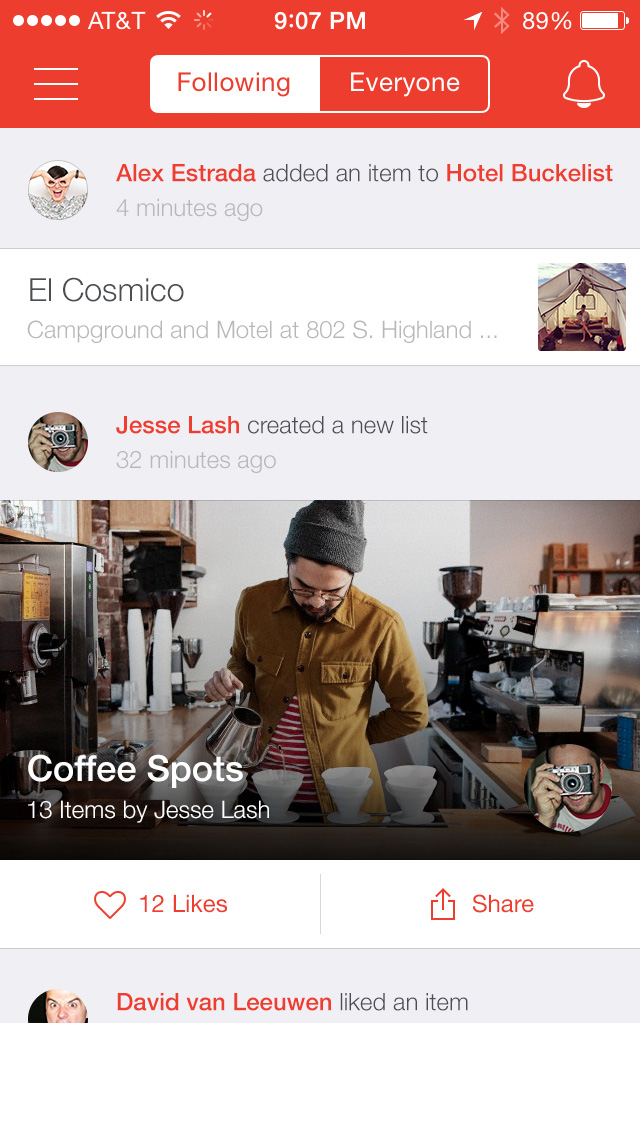 AT&T 9:07 PM 89%
Following Everyone
Alex Estrada added an item to Hotel Buckelist
4 minutes ago
El Cosmico
Campground and Motel at 802 S. Highland ...
Jesse Lash created a new list
32 minutes ago
Coffee Spots
13 Items by Jesse Lash
12 Likes Share
David van Leeuwen liked an item